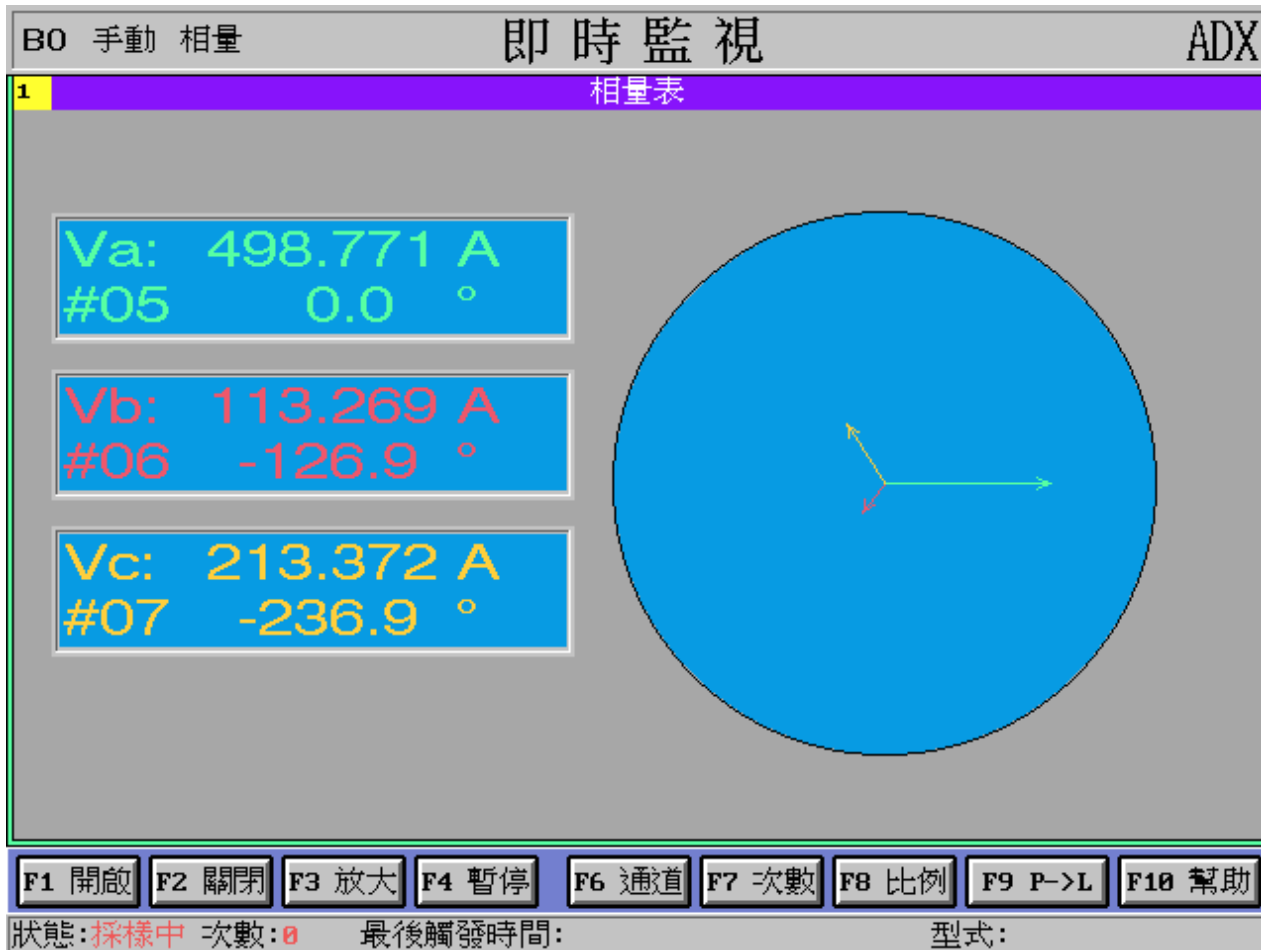 B0 手動 相量 即時監視 ADX
1 相量表
Va: 498.771 A
#05 0.0 °
Vb: 113.269 A
#06 -126.9 °
Vc: 213.372 A
#07 -236.9 °
F1 開啟 F2 關閉 F3 放大 F4 暫停 F6 通道 F7 次數 F8 比例 F9 P->L F10 幫助
狀態:採樣中 次數:0 最後觸發時間: 型式: